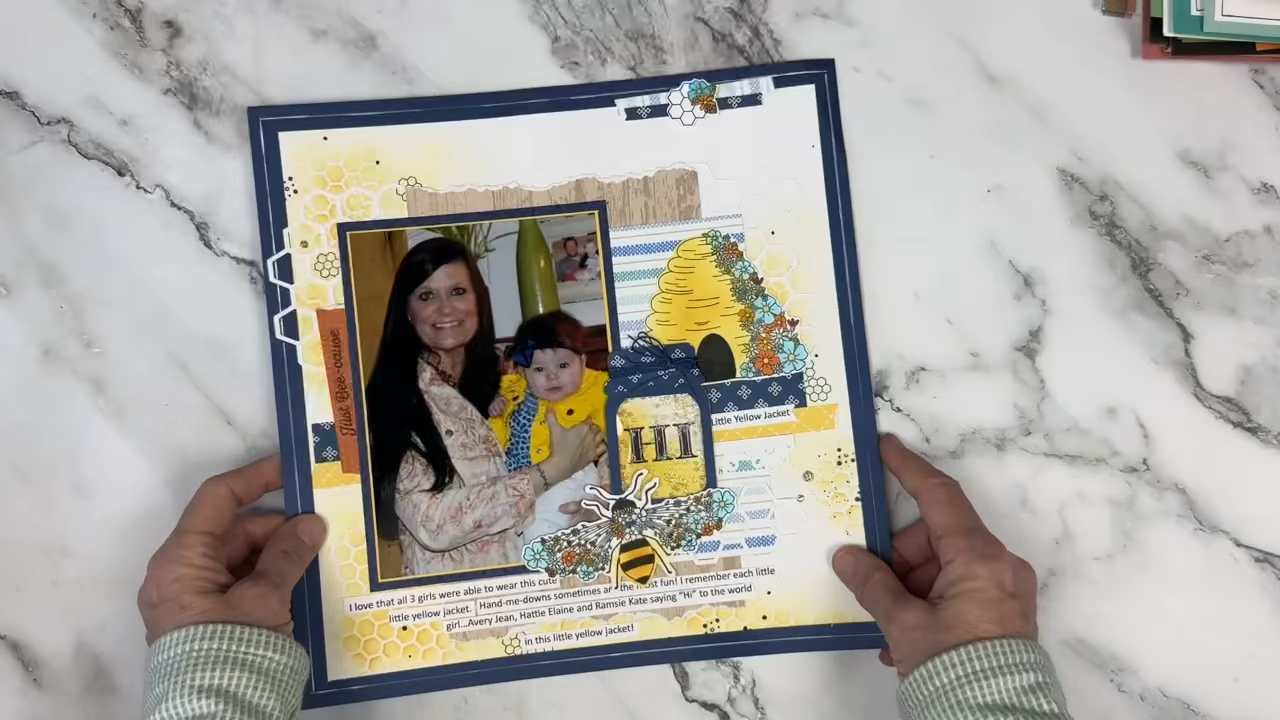 Just Bee-cause
HI
Little Yellow Jacket
I love that all 3 girls were able to wear this cute
little yellow jacket. Hand-me-downs sometimes ar the most fun! I remember each little
girl...Avery Jean, Hattie Elaine and Ramsie Kate saying "Hi" to the world
in this little yellow jacket!